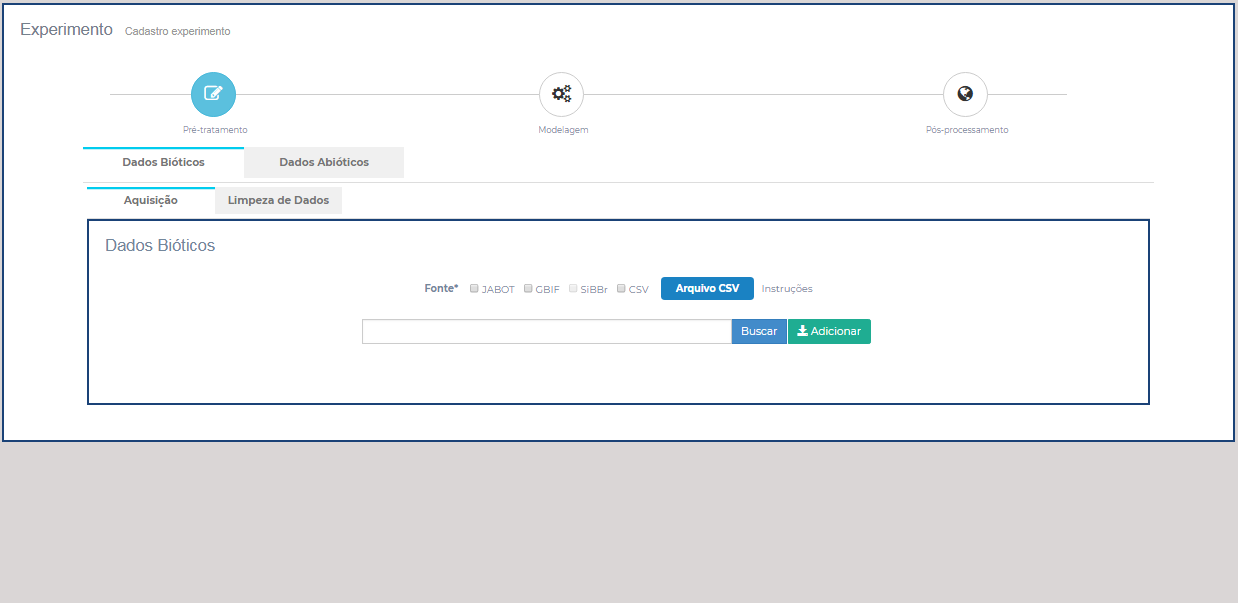 Experimento Cadastro experimento
Pré-tratamento Modelagem Pós-processamento
Dados Bióticos Dados Abióticos
Aquisição Limpeza de Dados
Dados Bióticos
Fonte* JABOT GBIF SiBBr CSV Arquivo CSV Instruções
Buscar Adicionar